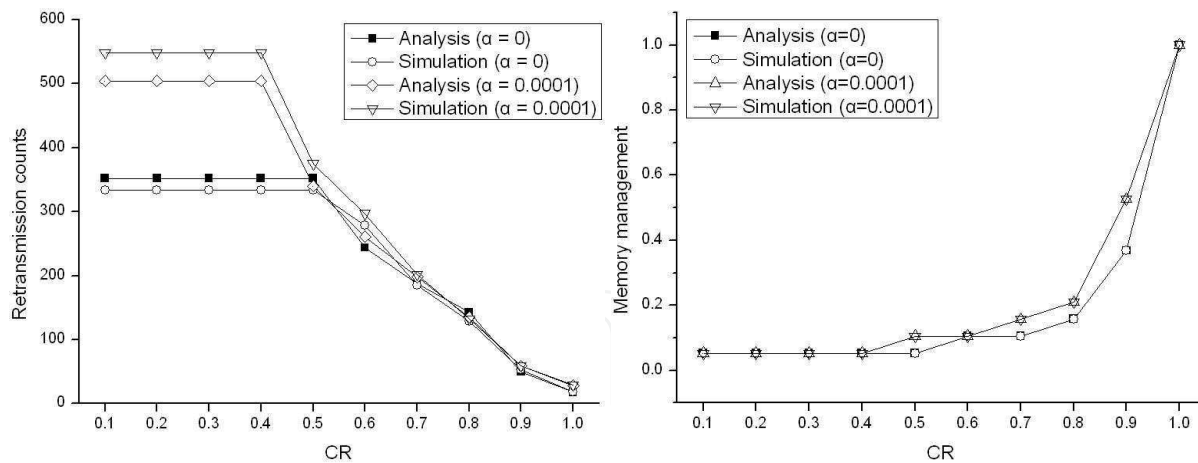 600
500
400
300
200
100
0
Retransmission counts
Analysis (α = 0)
Simulation (α = 0)
Analysis (α = 0.0001)
Simulation (α = 0.0001)
0.1 0.2 0.3 0.4 0.5 0.6 0.7 0.8 0.9 1.0
CR
1.0
0.8
0.6
0.4
0.2
0.0
Memory management
Analysis (α=0)
Simulation (α=0)
Analysis (α=0.0001)
Simulation (α=0.0001)
0.1 0.2 0.3 0.4 0.5 0.6 0.7 0.8 0.9 1.0
CR